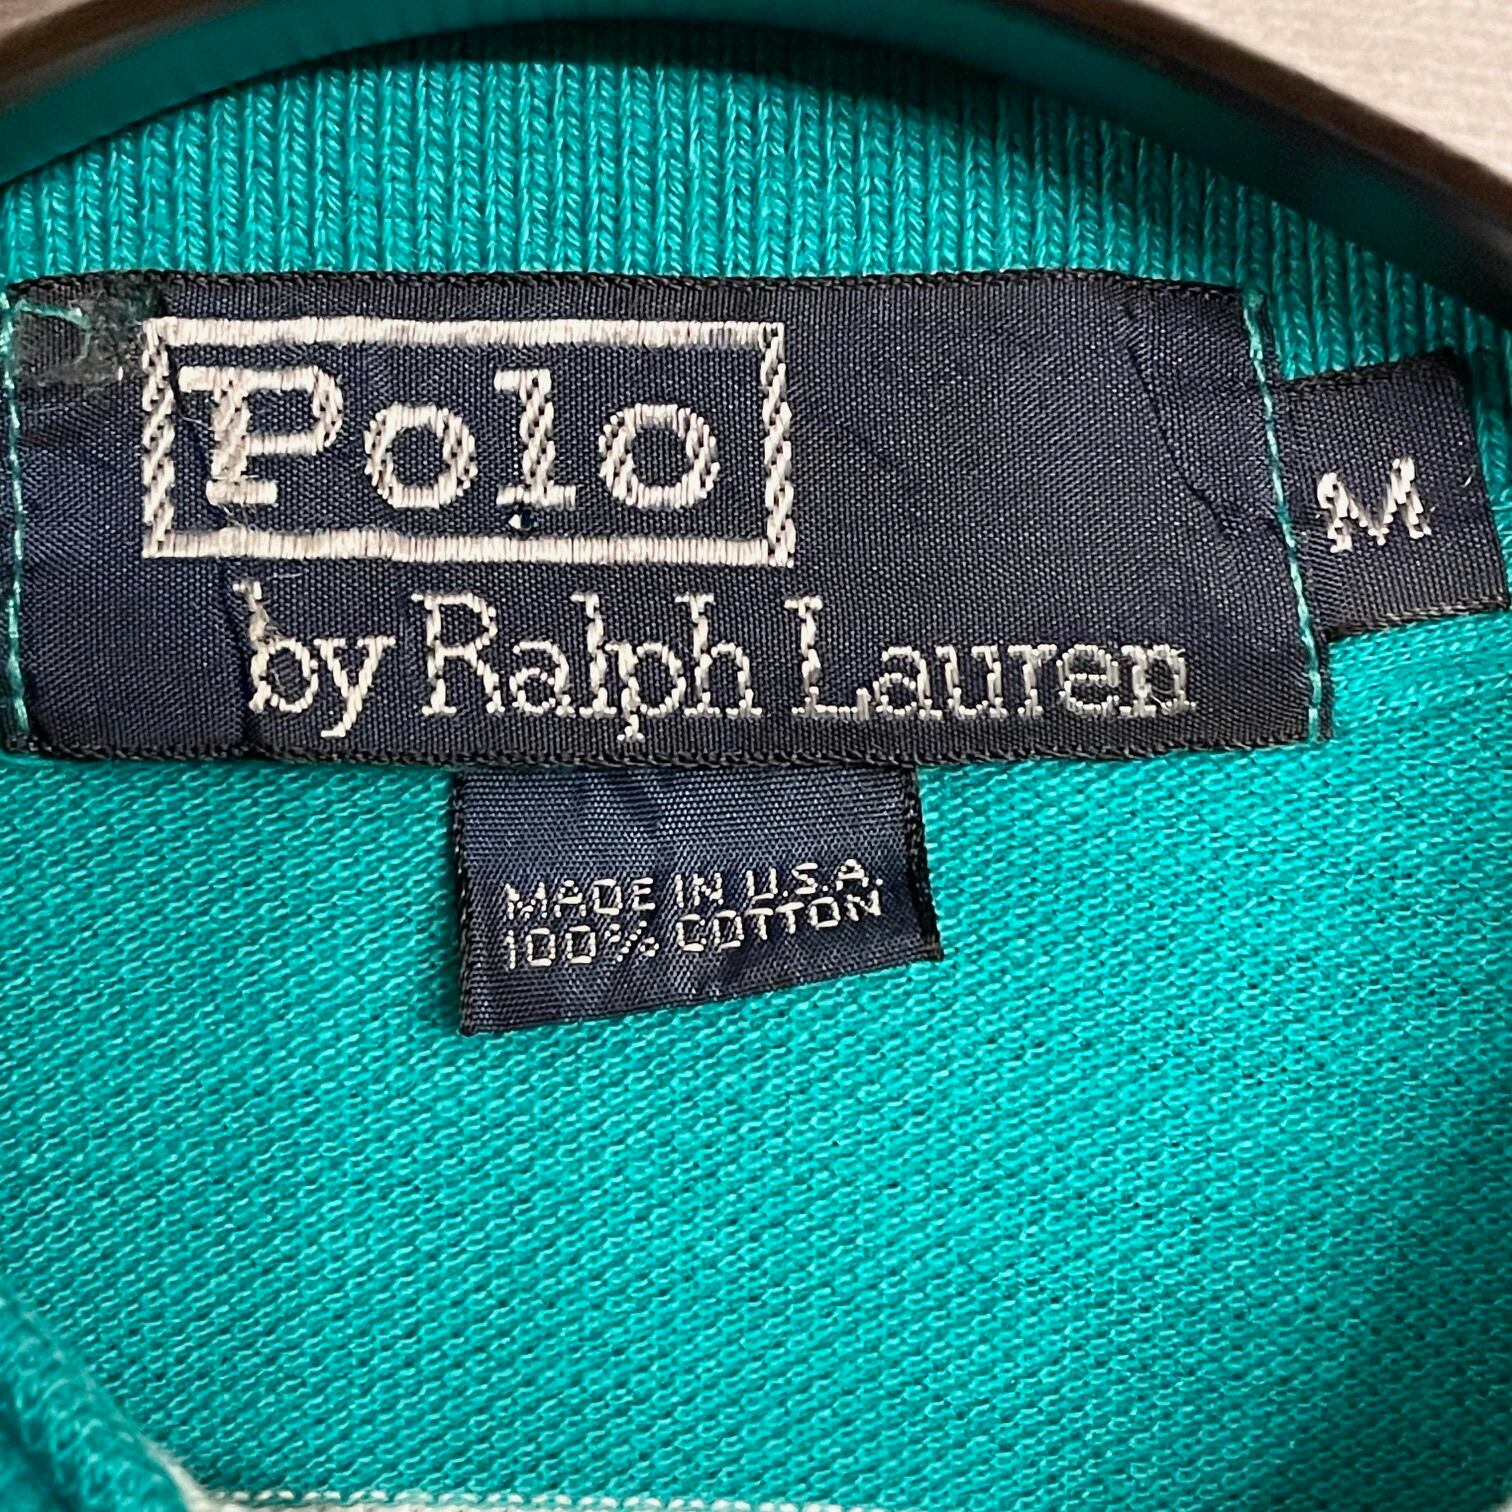 Polo
by Ralph Lauren
M
MADE IN U.S.A.
100% COTTON